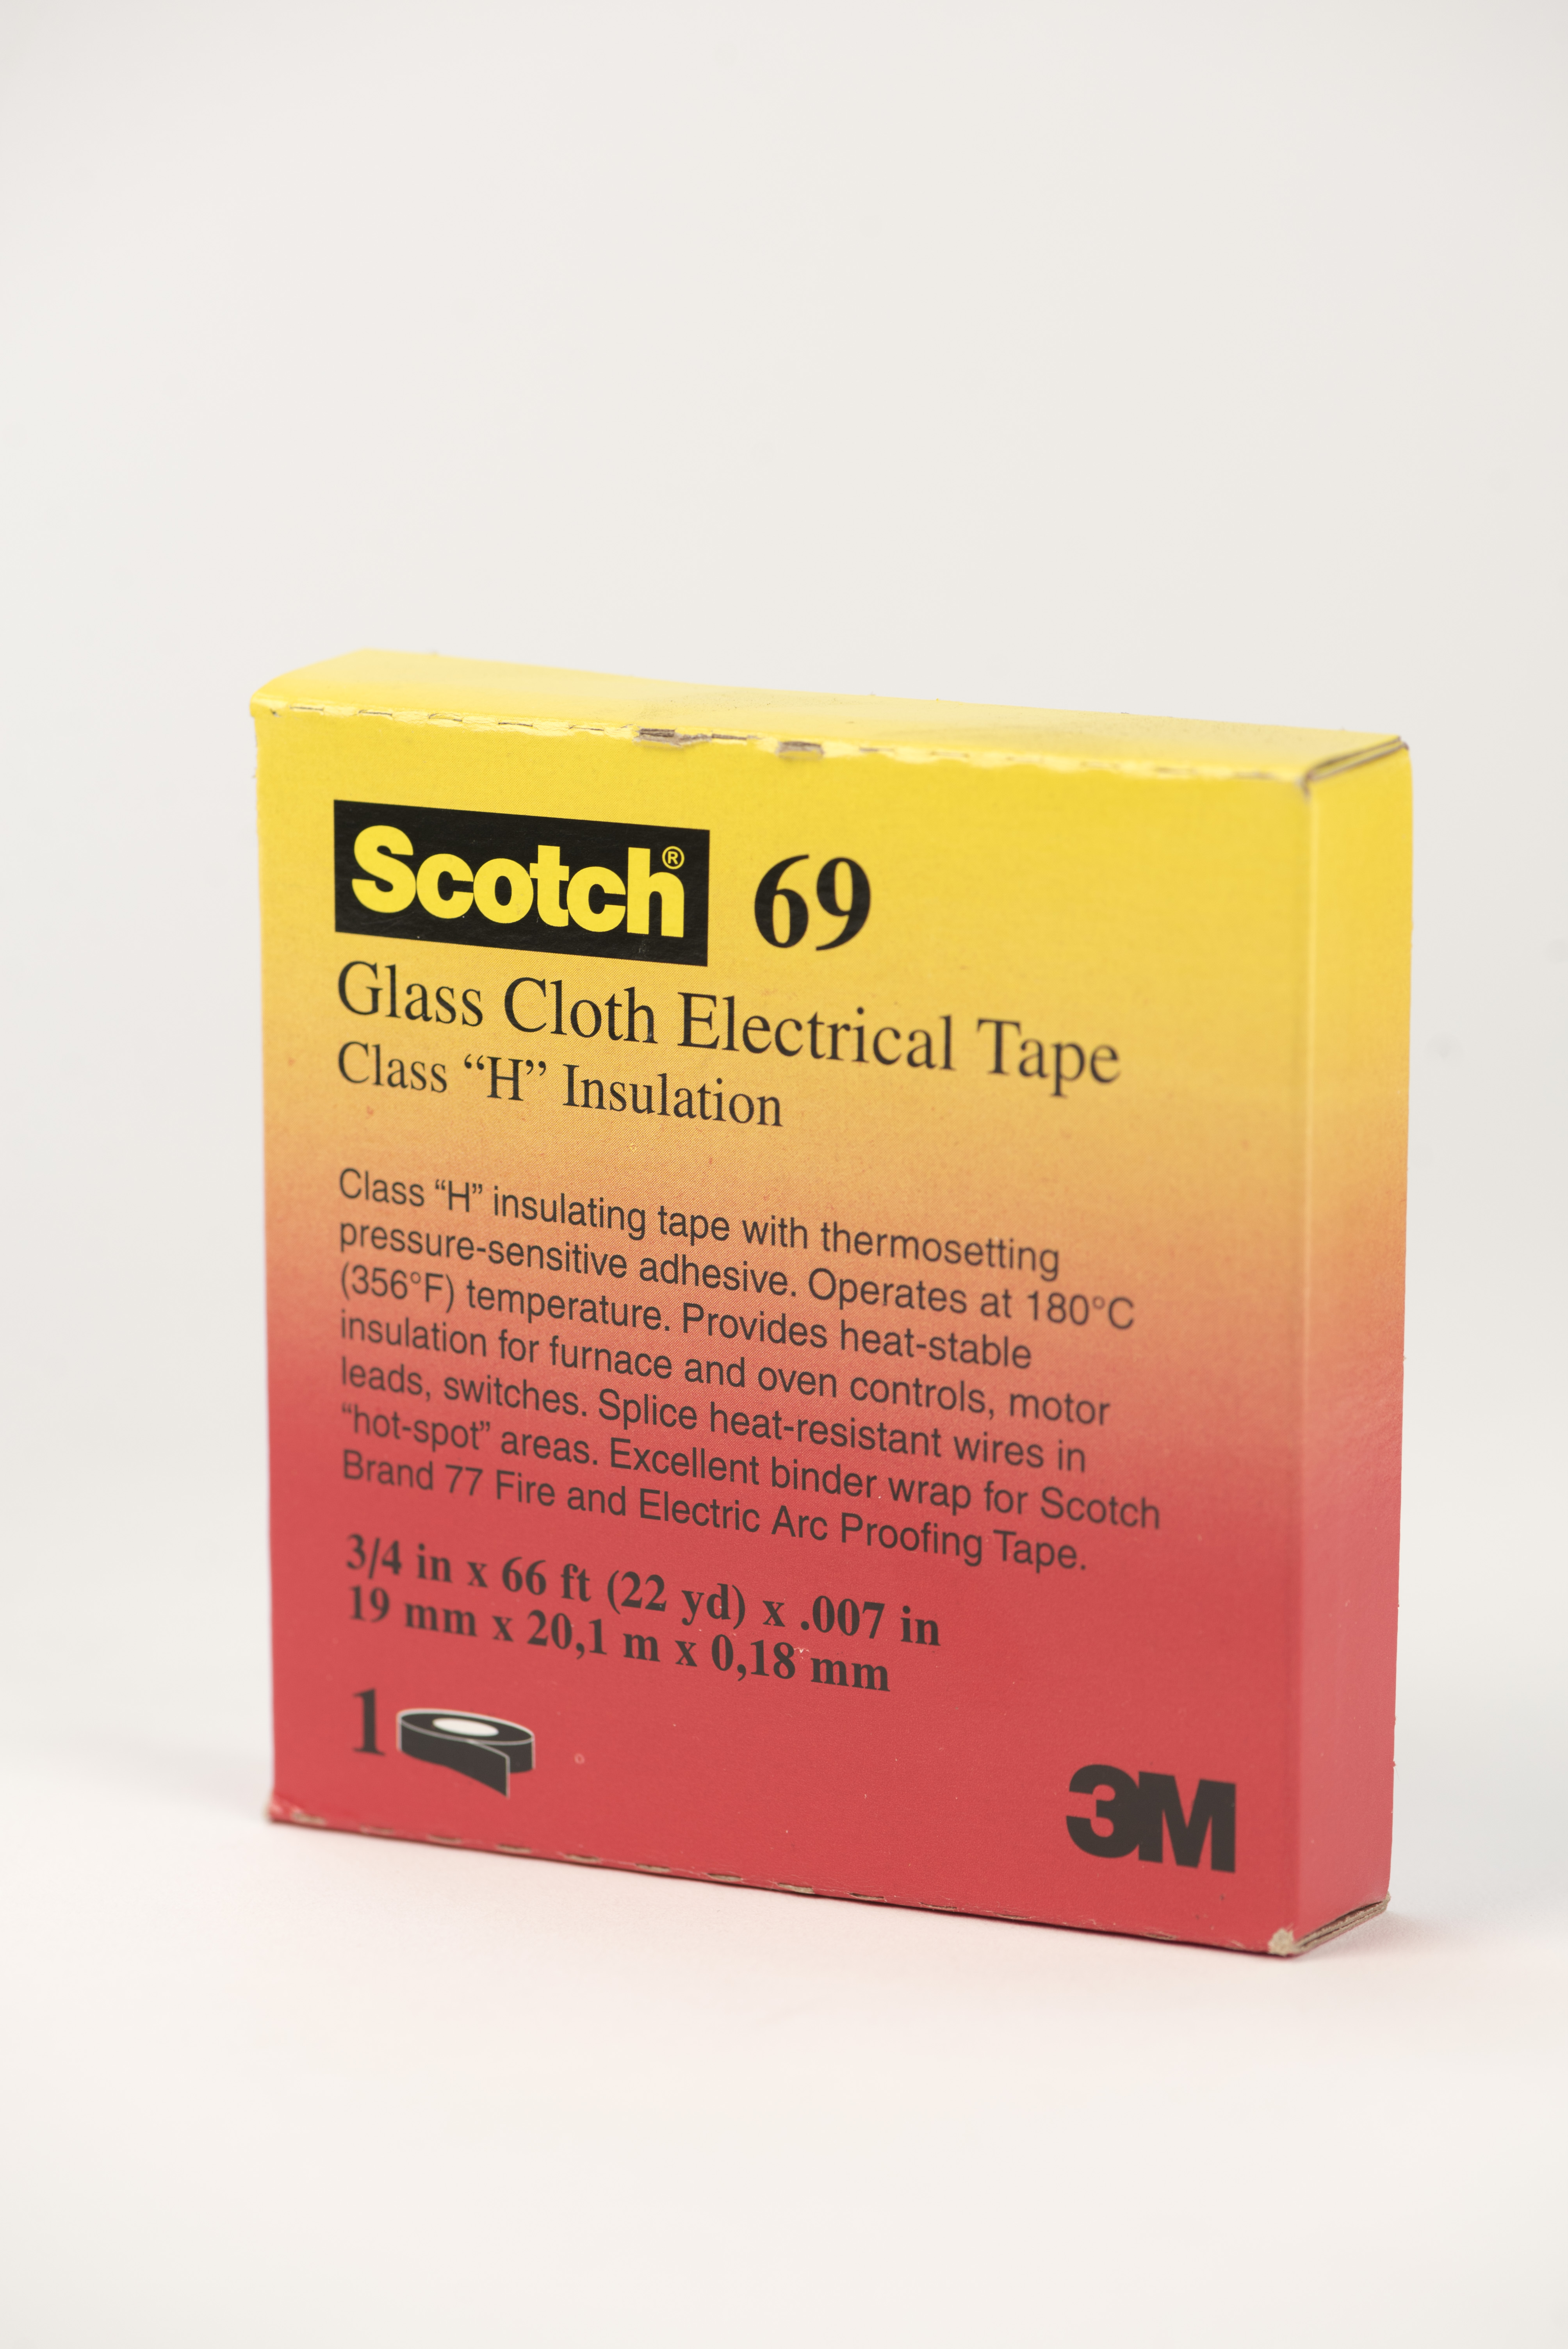 Scotch® 69
Glass Cloth Electrical Tape
Class “H” Insulation
Class “H” insulating tape with thermosetting
pressure-sensitive adhesive. Operates at 180°C
(356°F) temperature. Provides heat-stable
insulation for furnace and oven controls, motor
leads, switches. Splice heat-resistant wires in
“hot-spot” areas. Excellent binder wrap for Scotch
Brand 77 Fire and Electric Arc Proofing Tape.
3/4 in x 66 ft (22 yd) x .007 in
19 mm x 20,1 m x 0,18 mm
1
3M